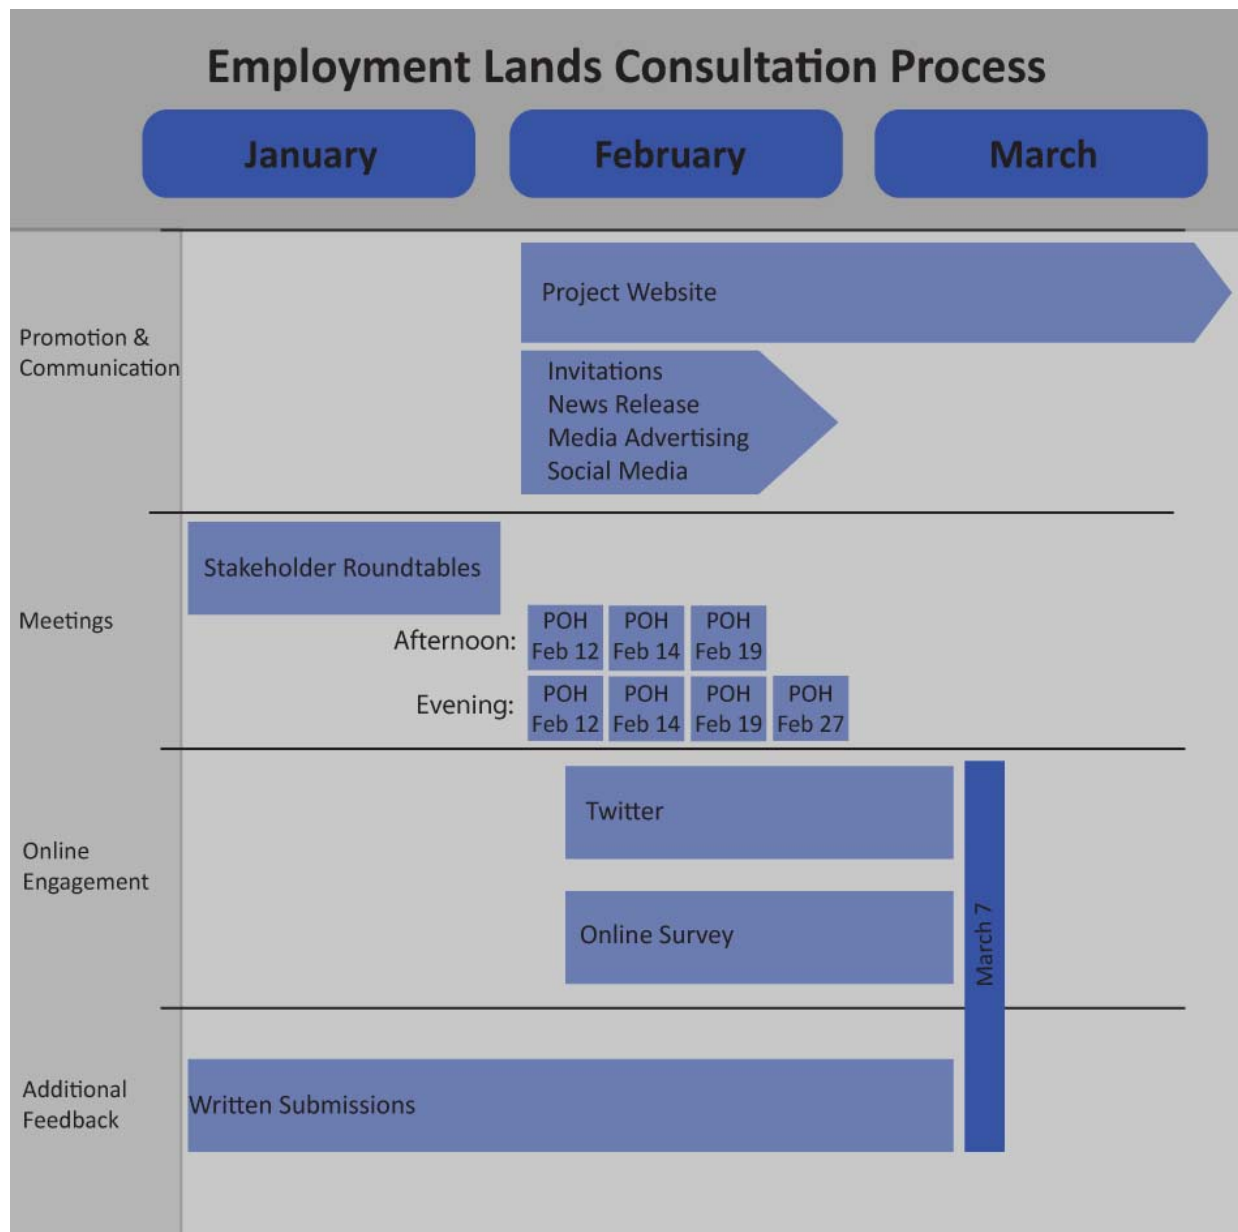 Employment Lands Consultation Process
January
February
March
Promotion &
Communication
Project Website
Invitations
News Release
Media Advertising
Social Media
Meetings
Stakeholder Roundtables
Afternoon:
POH
Feb 12
POH
Feb 14
POH
Feb 19
Evening:
POH
Feb 12
POH
Feb 14
POH
Feb 19
POH
Feb 27
Online
Engagement
Twitter
Online Survey
March 7
Additional
Feedback
Written Submissions